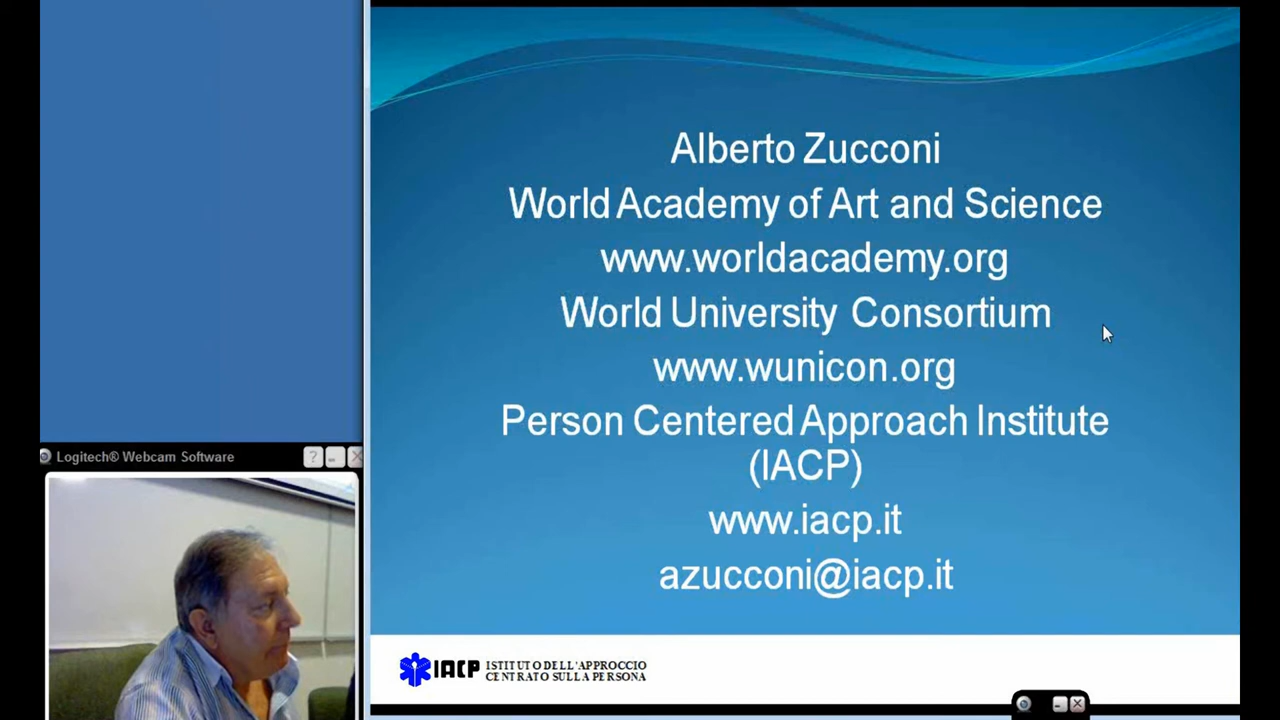 Alberto Zucconi
World Academy of Art and Science
www.worldacademy.org
World University Consortium
www.wunicon.org
Person Centered Approach Institute
(IACP)
www.iacp.it
azucconi@iacp.it
Logitech® Webcam Software
IACP ISTITUTO DELL'APPROCCIO
CENTRATO SULLA PERSONA